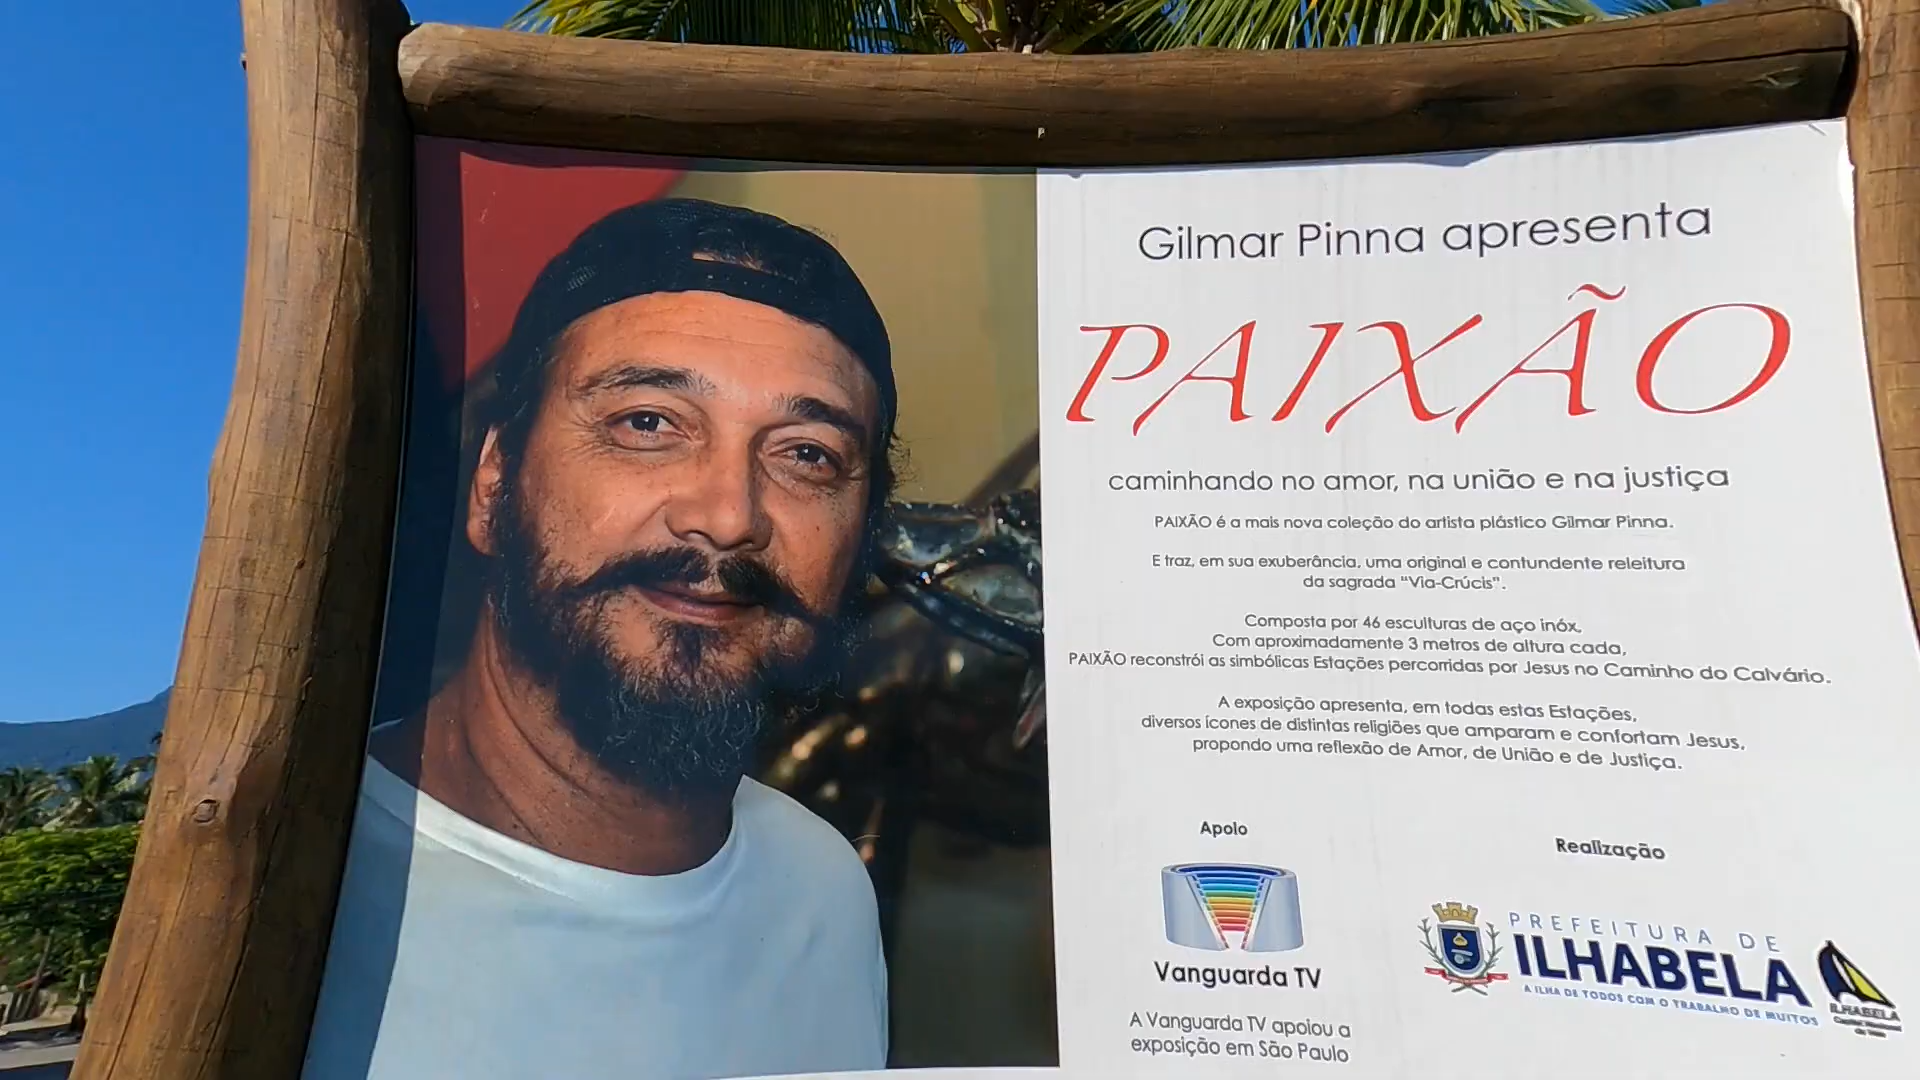 Gilmar Pinna apresenta
PAIXÃO
caminhando no amor, na união e na justiça
PAIXÃO é a mais nova coleção do artista plástico Gilmar Pinna.
E traz, em sua exuberância, uma original e contundente releitura
da sagrada “Via-Crúcis”.
Composta por 46 esculturas de aço inóx,
Com aproximadamente 3 metros de altura cada,
PAIXÃO reconstrói as simbólicas Estações percorridas por Jesus no Caminho do Calvário.
A exposição apresenta, em todas estas Estações,
diversos ícones de distintas religiões que amparam e confortam Jesus,
propondo uma reflexão de Amor, de União e de Justiça.
Apoio
Vanguarda TV
A Vanguarda TV apoiou a
exposição em São Paulo
Realização
PREFEITURA DE
ILHABELA
A ILHA DE TODOS COM O TRABALHO DE MUITOS
ILHABELA